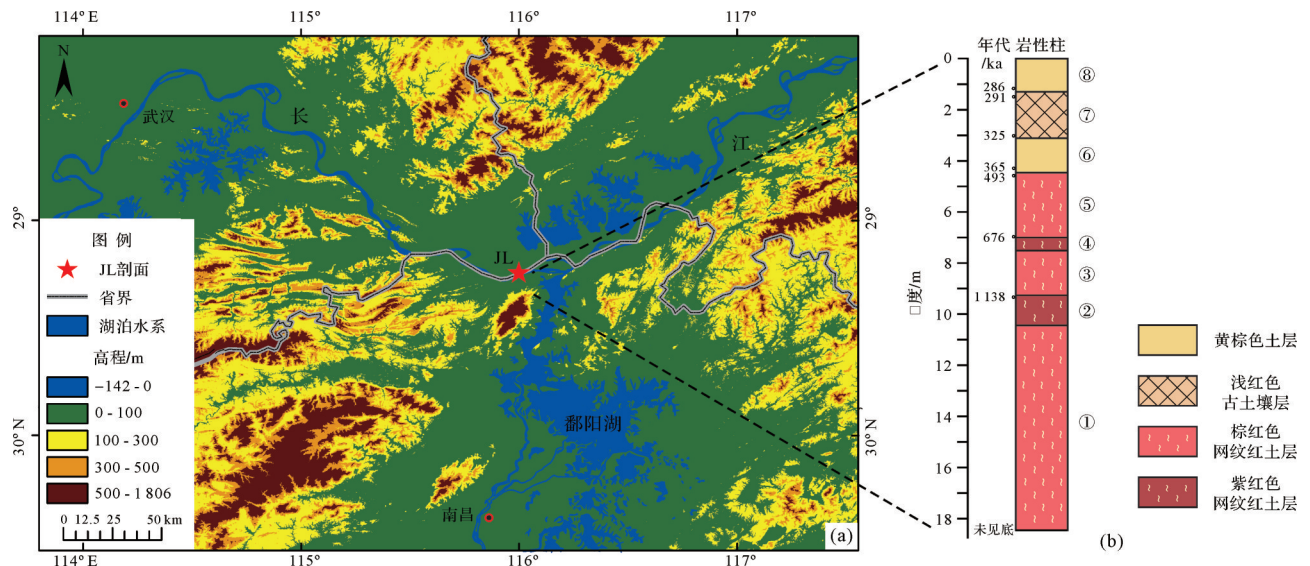 114° E
115°
116°
117°
N
武汉
长
江
29°
29°
JL
图 例
JL剖面
省界
湖泊水系
高程/m
-142 - 0
0 - 100
100 - 300
300 - 500
500 - 1 806
0 12.5 25 50 km
30° N
30° N
鄱阳湖
南昌
(a)
114° E
115°
116°
117°
年代 岩性柱
/ka
0
2
4
6
8
10
12
14
16
18
□度/m
286
291
325
365
493
676
1 138
未见底
⑧
⑦
⑥
⑤
④
③
②
①
黄棕色土层
浅红色
古土壤层
棕红色
网纹红土层
紫红色
网纹红土层
(b)